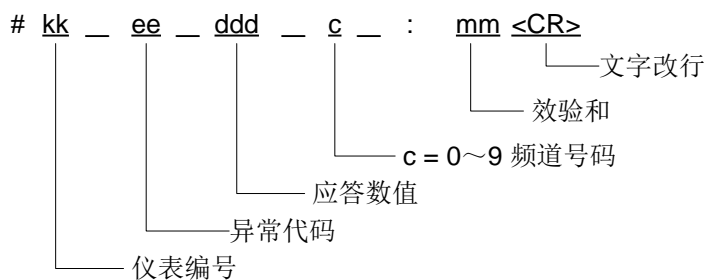 # kk _ ee _ ddd _ c _ : mm <CR>
文字改行
效验和
c = 0～9 频道号码
应答数值
异常代码
仪表编号